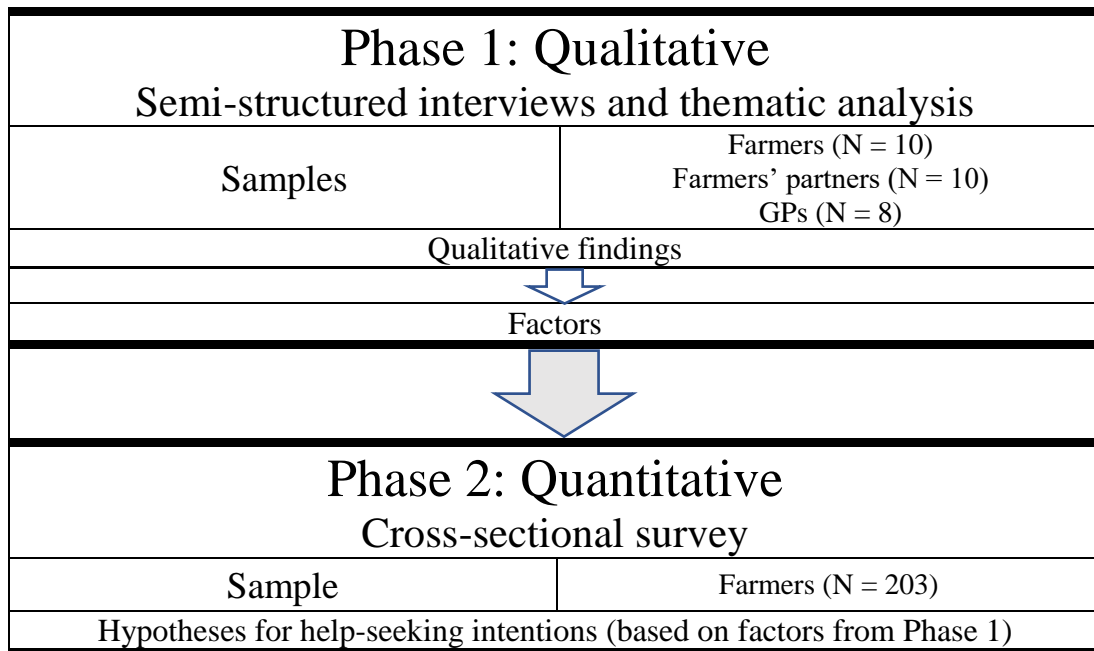 Phase 1: Qualitative
Semi-structured interviews and thematic analysis
Samples
Farmers (N = 10)
Farmers’ partners (N = 10)
GPs (N = 8)
Qualitative findings
Factors
Phase 2: Quantitative
Cross-sectional survey
Sample
Farmers (N = 203)
Hypotheses for help-seeking intentions (based on factors from Phase 1)